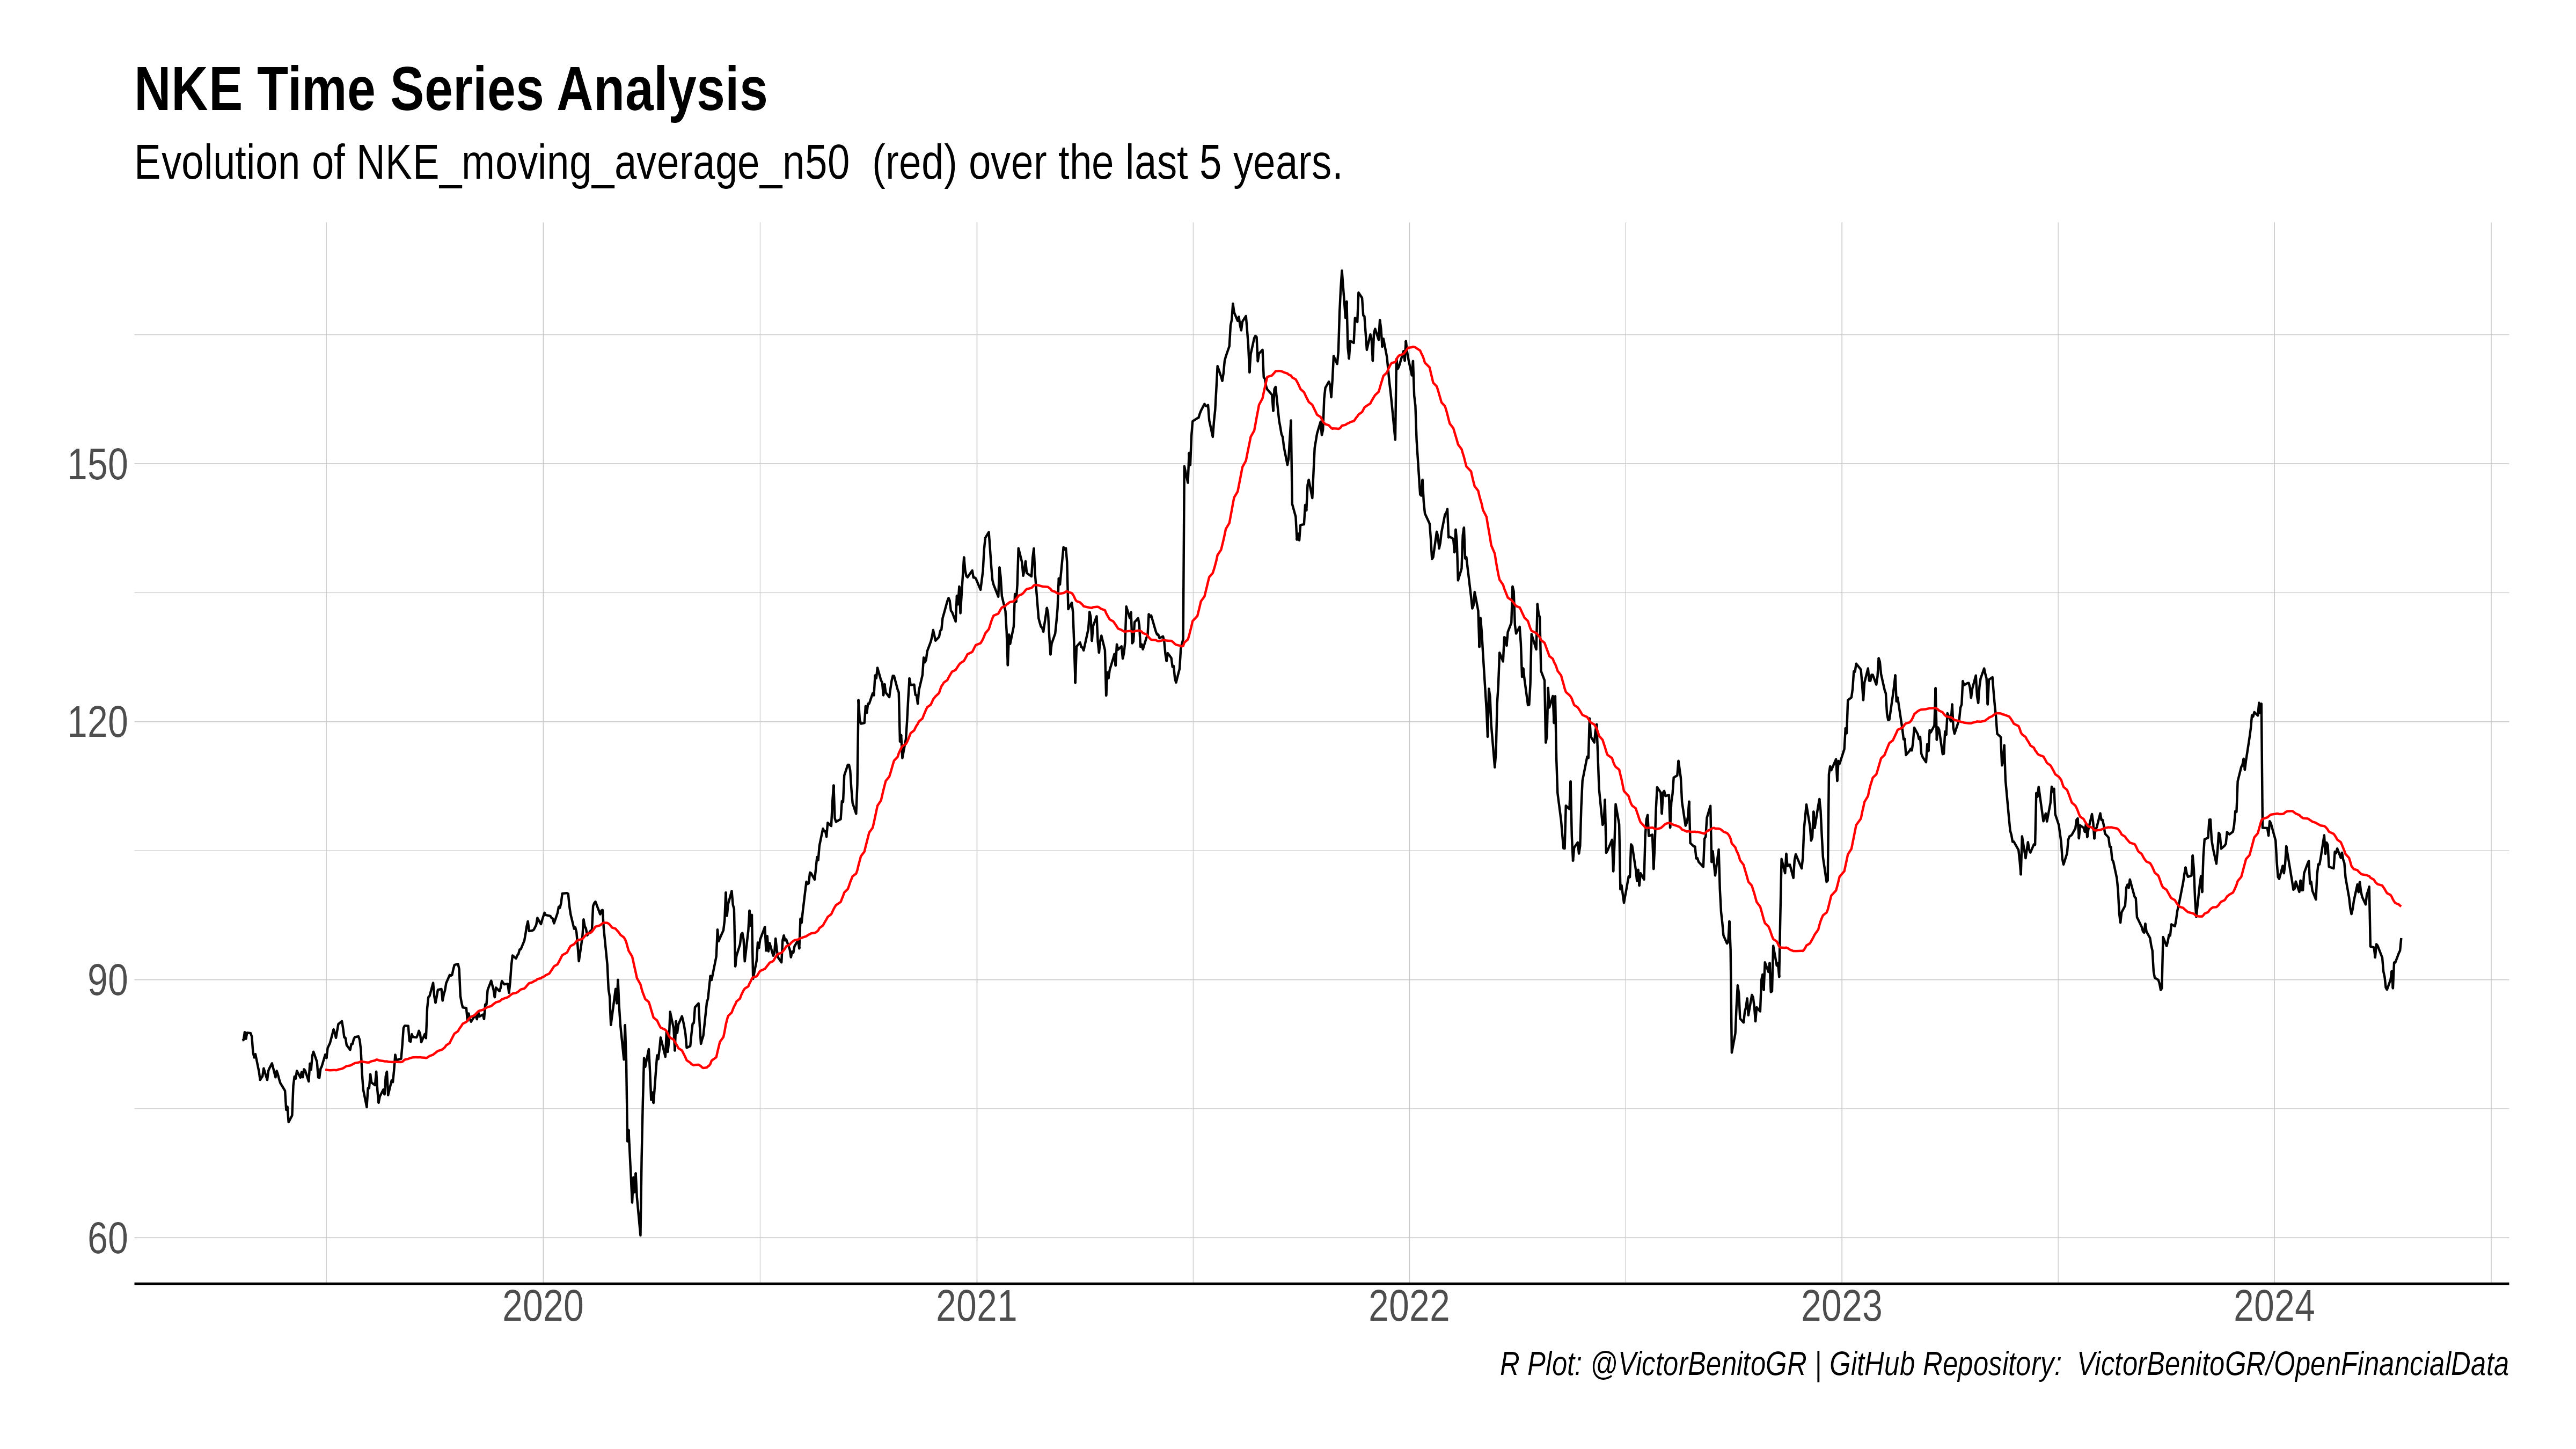 NKE Time Series Analysis
Evolution of NKE_moving_average_n50  (red) over the last 5 years.
150
120
90
60
2020 2021 2022 2023 2024
R Plot: @VictorBenitoGR | GitHub Repository:  VictorBenitoGR/OpenFinancialData